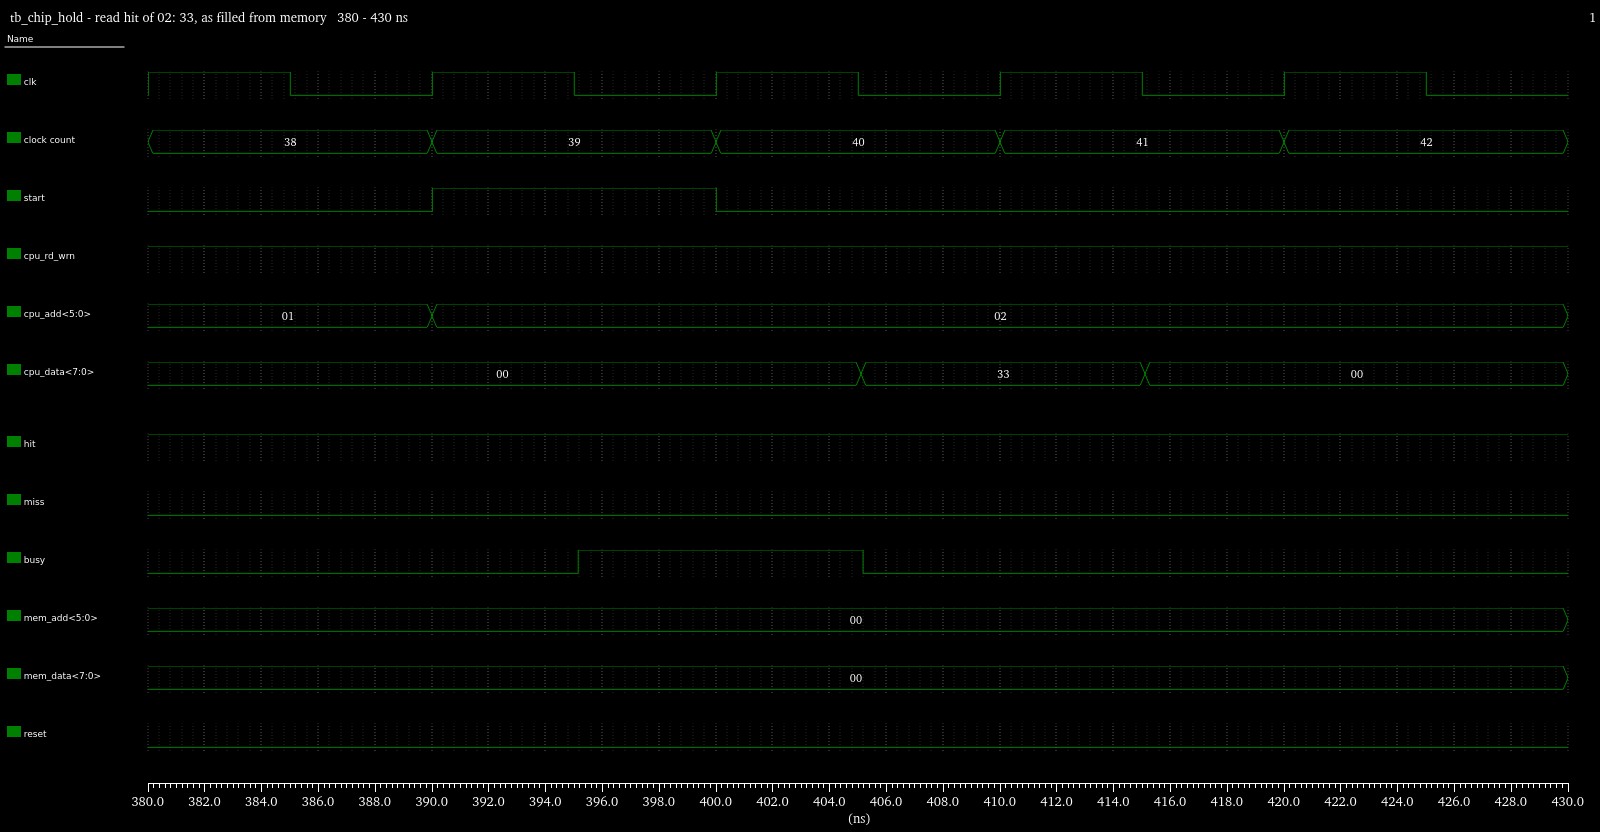 tb_chip_hold - read hit of 02: 33, as filled from memory   380 - 430 ns   1
Name
clk
clock count 38 39 40 41 42
start
cpu_rd_wrn
cpu_add<5:0> 01 02
cpu_data<7:0> 00 33 00
hit
miss
busy
mem_add<5:0> 00
mem_data<7:0> 00
reset
380.0 382.0 384.0 386.0 388.0 390.0 392.0 394.0 396.0 398.0 400.0 402.0 404.0 406.0 408.0 410.0 412.0 414.0 416.0 418.0 420.0 422.0 424.0 426.0 428.0 430.0
(ns)